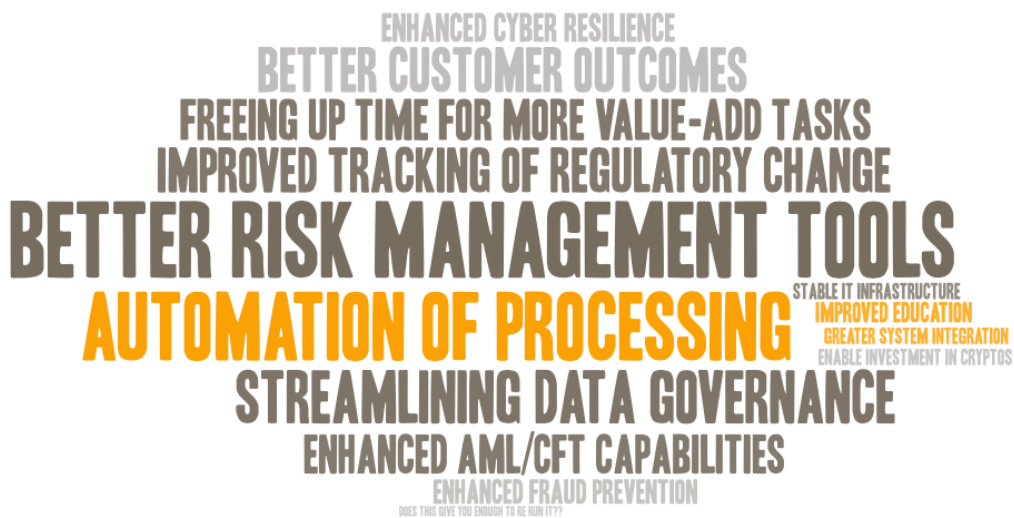 ENHANCED CYBER RESILIENCE
BETTER CUSTOMER OUTCOMES
FREEING UP TIME FOR MORE VALUE-ADD TASKS
IMPROVED TRACKING OF REGULATORY CHANGE
BETTER RISK MANAGEMENT TOOLS
AUTOMATION OF PROCESSING
STABLE IT INFRASTRUCTURE
IMPROVED EDUCATION
GREATER SYSTEM INTEGRATION
ENABLE INVESTMENT IN CRYPTOS
STREAMLINING DATA GOVERNANCE
ENHANCED AML/CFT CAPABILITIES
ENHANCED FRAUD PREVENTION
DOES THIS GIVE YOU ENOUGH TO RE RUN IT??